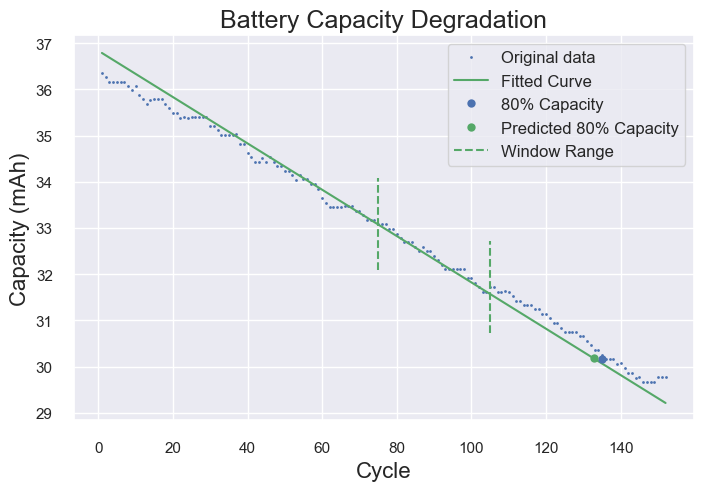 Battery Capacity Degradation
37
36
35
34
33
32
31
30
29
Capacity (mAh)
Original data
Fitted Curve
80% Capacity
Predicted 80% Capacity
Window Range
0 20 40 60 80 100 120 140
Cycle